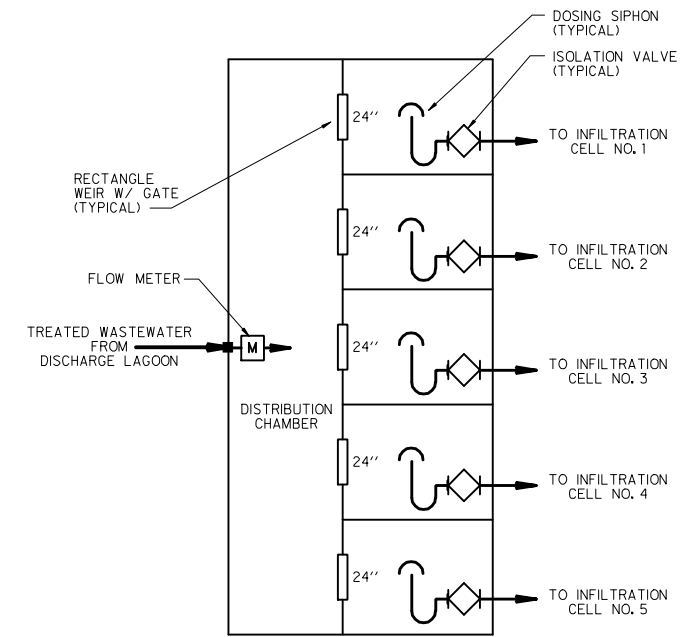 DOSING SIPHON
(TYPICAL)
ISOLATION VALVE
(TYPICAL)
24''
TO INFILTRATION
CELL NO. 1
RECTANGLE
WEIR W/ GATE
(TYPICAL)
24''
TO INFILTRATION
CELL NO. 2
FLOW METER
TREATED WASTEWATER
FROM
DISCHARGE LAGOON
M
24''
TO INFILTRATION
CELL NO. 3
DISTRIBUTION
CHAMBER
24''
TO INFILTRATION
CELL NO. 4
24''
TO INFILTRATION
CELL NO. 5